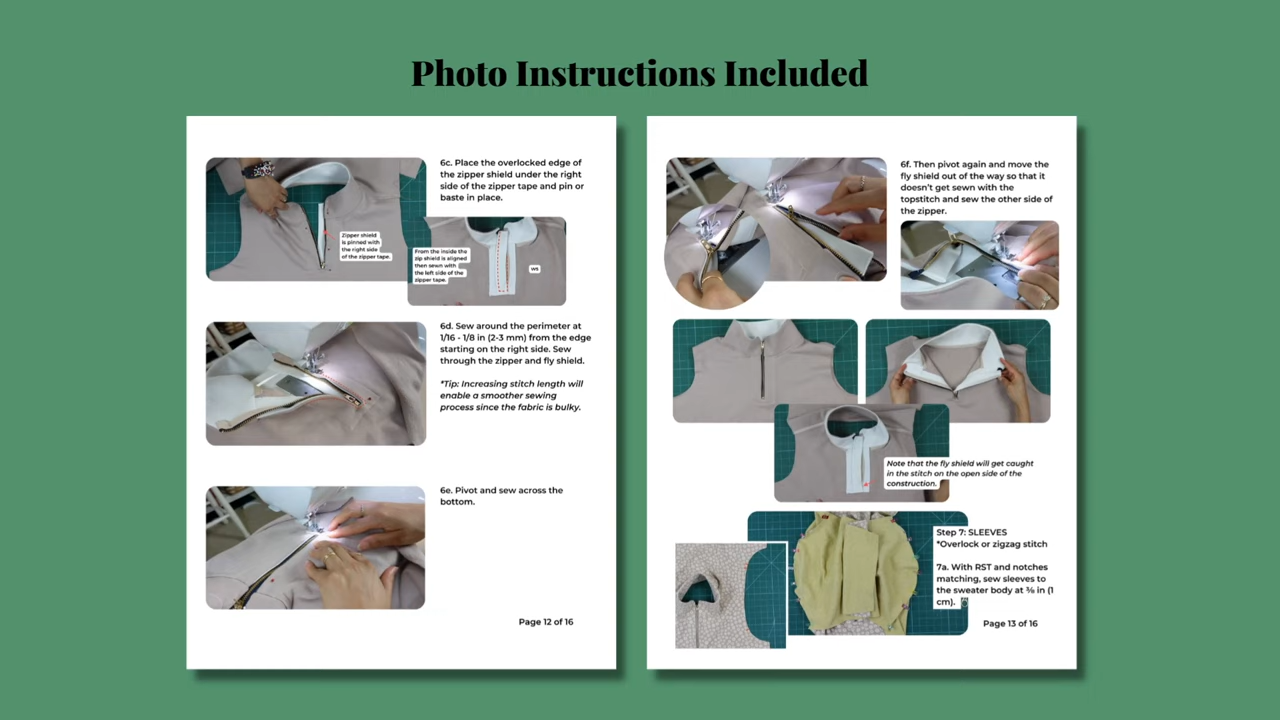 Photo Instructions Included
6c. Place the overlocked edge of
the zipper shield under the right
side of the zipper tape and pin or
baste in place.
Zipper shield
is pinned with
the right side
of the zipper tape.
From the inside the
zip shield is aligned
then sewn with
the left side of the
zipper tape.
WS
6d. Sew around the perimeter at
1/16 - 1/8 in (2-3 mm) from the edge
starting on the right side. Sew
through the zipper and fly shield.
*Tip: Increasing stitch length will
enable a smoother sewing
process since the fabric is bulky.
6e. Pivot and sew across the
bottom.
Page 12 of 16
6f. Then pivot again and move the
fly shield out of the way so that it
doesn't get sewn with the
topstitch and sew the other side of
the zipper.
Note that the fly shield will get caught
in the stitch on the open side of the
construction.
Step 7: SLEEVES
*Overlock or zigzag stitch
7a. With RST and notches
matching, sew sleeves to
the sweater body at ⅜ in (1
cm).
Page 13 of 16